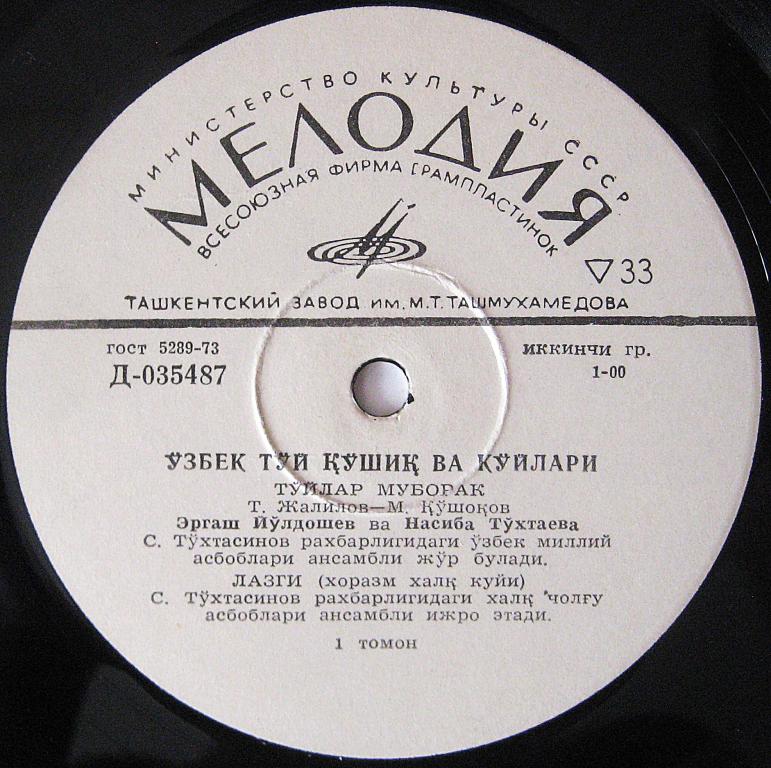 МИНИСТЕРСТВО КУЛЬТУРЫ СССР
МЕЛОДИЯ
ВСЕСОЮЗНАЯ ФИРМА ГРАМПЛАСТИНОК
▽33
ТАШКЕНТСКИЙ ЗАВОД им. М.Т. ТАШМУХАМЕДОВА
гост 5289-73
Д-035487
иккинчи гр.
1-00
ЎЗБЕК ТЎЙ ҚЎШИҚ ВА КУЙЛАРИ
ТЎЙЛАР МУБОРАК
Т. Жалилов—М. Қўшоқов
Эргаш Йўлдошев ва Насиба Тўхтаева
С. Тўхтасинов рахбарлигидаги ўзбек миллий
асбоблари ансамбли жўр булади.
ЛАЗГИ (хоразм халқ куйи)
С. Тўхтасинов рахбарлигидаги халқ чолғу
асбоблари ансамбли ижро этади.
1 томон